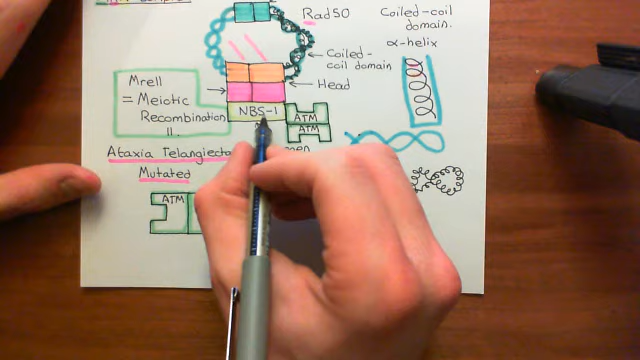 Rad50
Coiled-coil
domain.
α-helix
Coiled-
coil domain
Head
Mre11
= Meiotic
Recombination
11.
NBS-1
ATM
ATM
Ataxia Telangiecta
Mutated
ATM